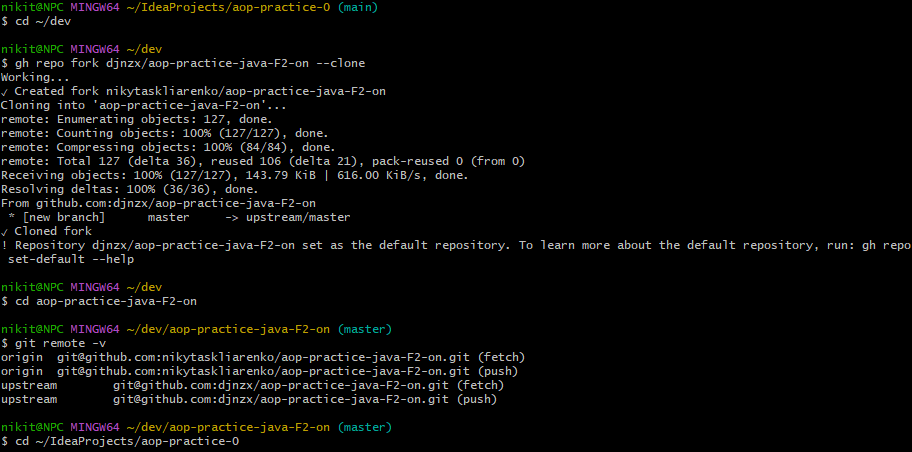 nikit@NPC MINGW64 ~/IdeaProjects/aop-practice-0 (main)
$ cd ~/dev
nikit@NPC MINGW64 ~/dev
$ gh repo fork djnzx/aop-practice-java-F2-on --clone
Working...
✓ Created fork nikytaskliarenko/aop-practice-java-F2-on
Cloning into 'aop-practice-java-F2-on'...
remote: Enumerating objects: 127, done.
remote: Counting objects: 100% (127/127), done.
remote: Compressing objects: 100% (84/84), done.
remote: Total 127 (delta 36), reused 106 (delta 21), pack-reused 0 (from 0)
Receiving objects: 100% (127/127), 143.79 KiB | 616.00 KiB/s, done.
Resolving deltas: 100% (36/36), done.
From github.com:djnzx/aop-practice-java-F2-on
 * [new branch]      master     -> upstream/master
✓ Cloned fork
! Repository djnzx/aop-practice-java-F2-on set as the default repository. To learn more about the default repository, run: gh repo
 set-default --help
nikit@NPC MINGW64 ~/dev
$ cd aop-practice-java-F2-on
nikit@NPC MINGW64 ~/dev/aop-practice-java-F2-on (master)
$ git remote -v
origin  git@github.com:nikytaskliarenko/aop-practice-java-F2-on.git (fetch)
origin  git@github.com:nikytaskliarenko/aop-practice-java-F2-on.git (push)
upstream        git@github.com:djnzx/aop-practice-java-F2-on.git (fetch)
upstream        git@github.com:djnzx/aop-practice-java-F2-on.git (push)
nikit@NPC MINGW64 ~/dev/aop-practice-java-F2-on (master)
$ cd ~/IdeaProjects/aop-practice-0